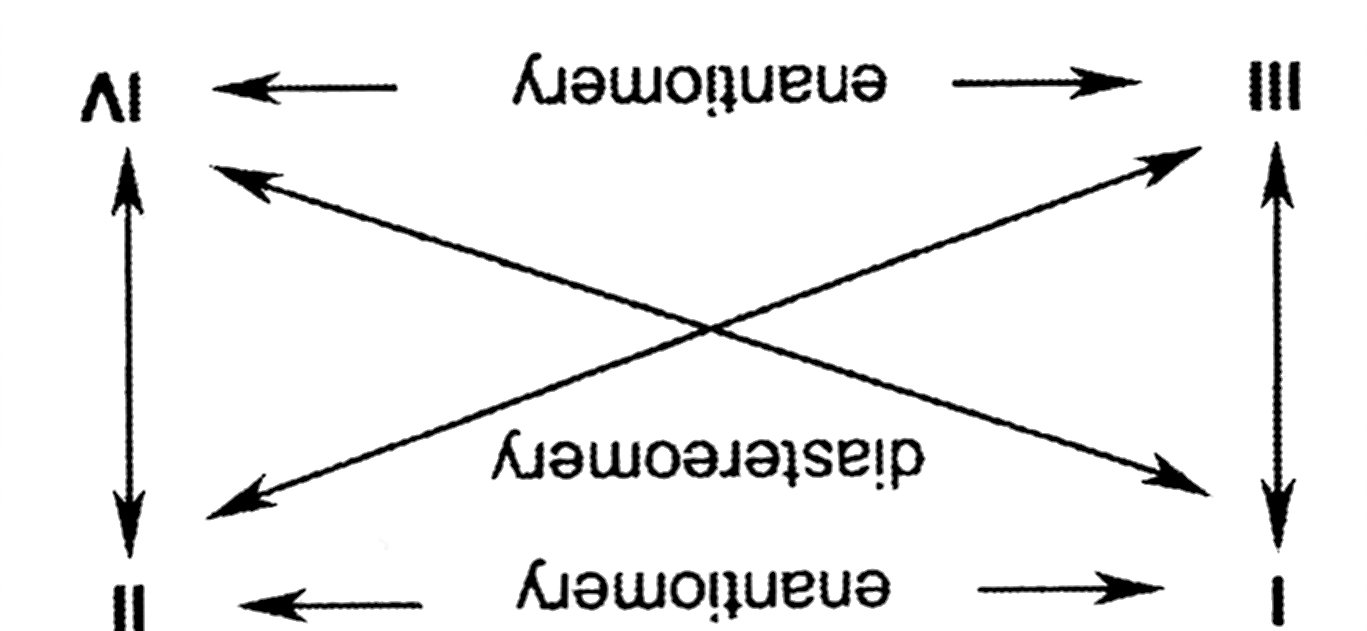 I enantiomery II
diastereomery
III enantiomery IV